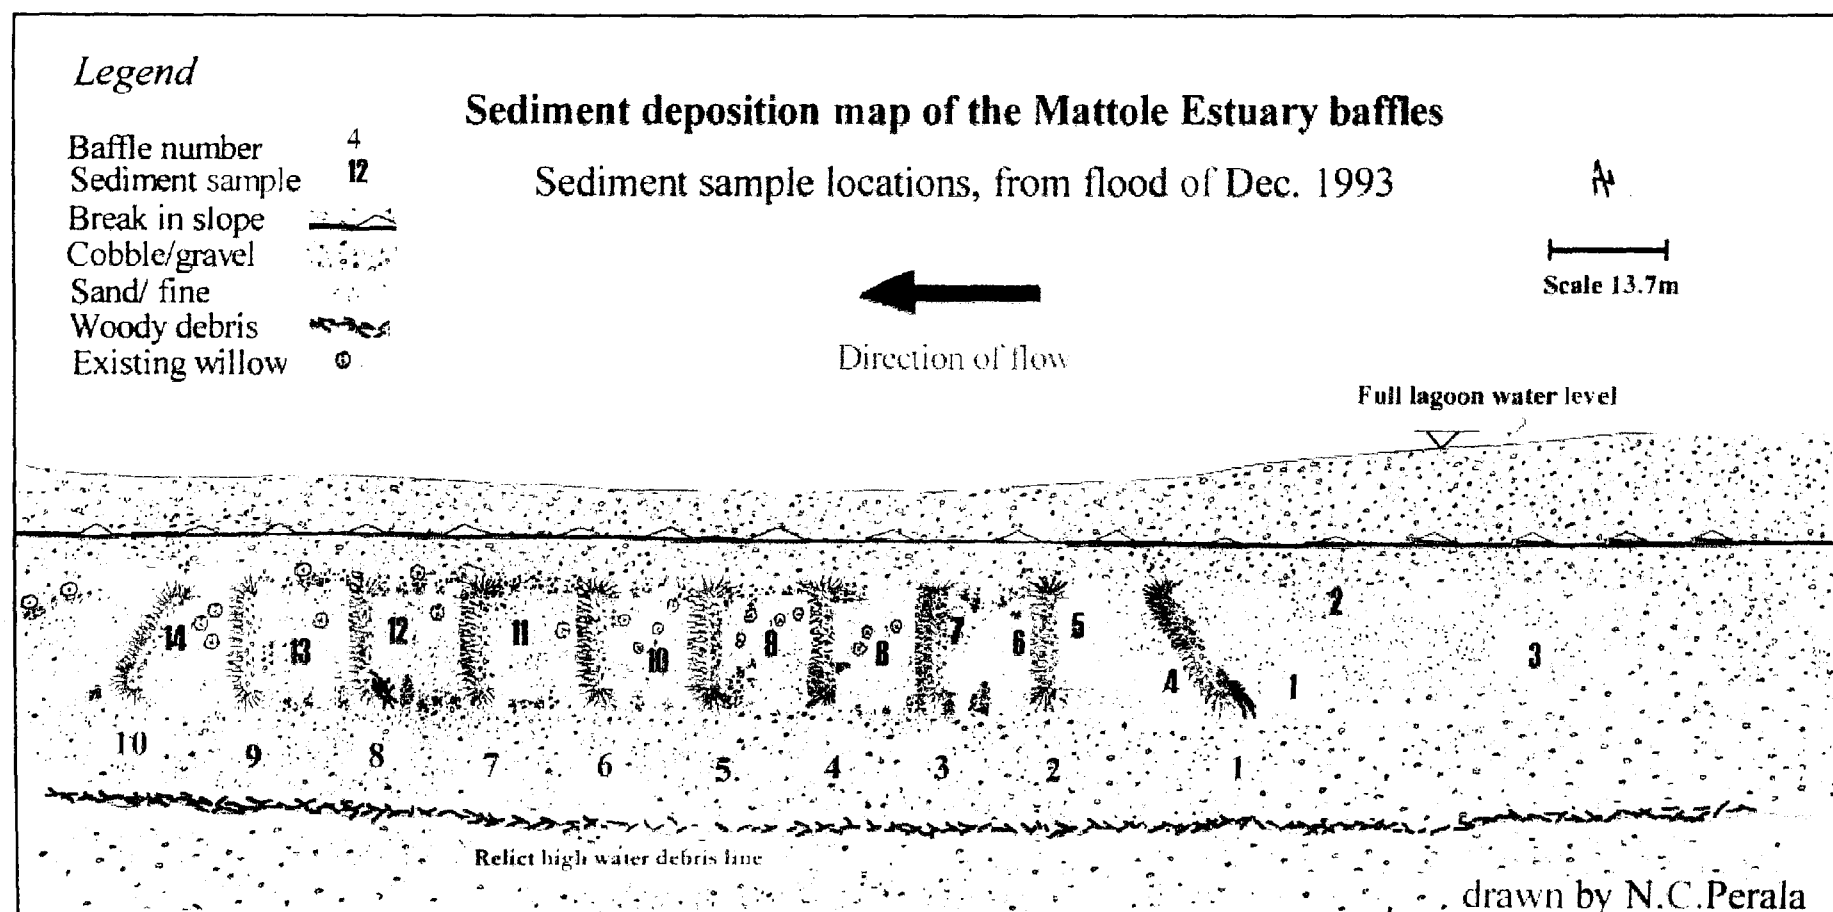 Legend
Baffle number 4
Sediment sample 12
Break in slope
Cobble/gravel
Sand/ fine
Woody debris
Existing willow
Sediment deposition map of the Mattole Estuary baffles
Sediment sample locations, from flood of Dec. 1993
Scale 13.7m
Direction of flow
Full lagoon water level
14 13 12 11 10 9 8 7 6 5 4 1 2 3
10 9 8 7 6 5 4 3 2 1
Relict high water debris line
drawn by N.C.Perala